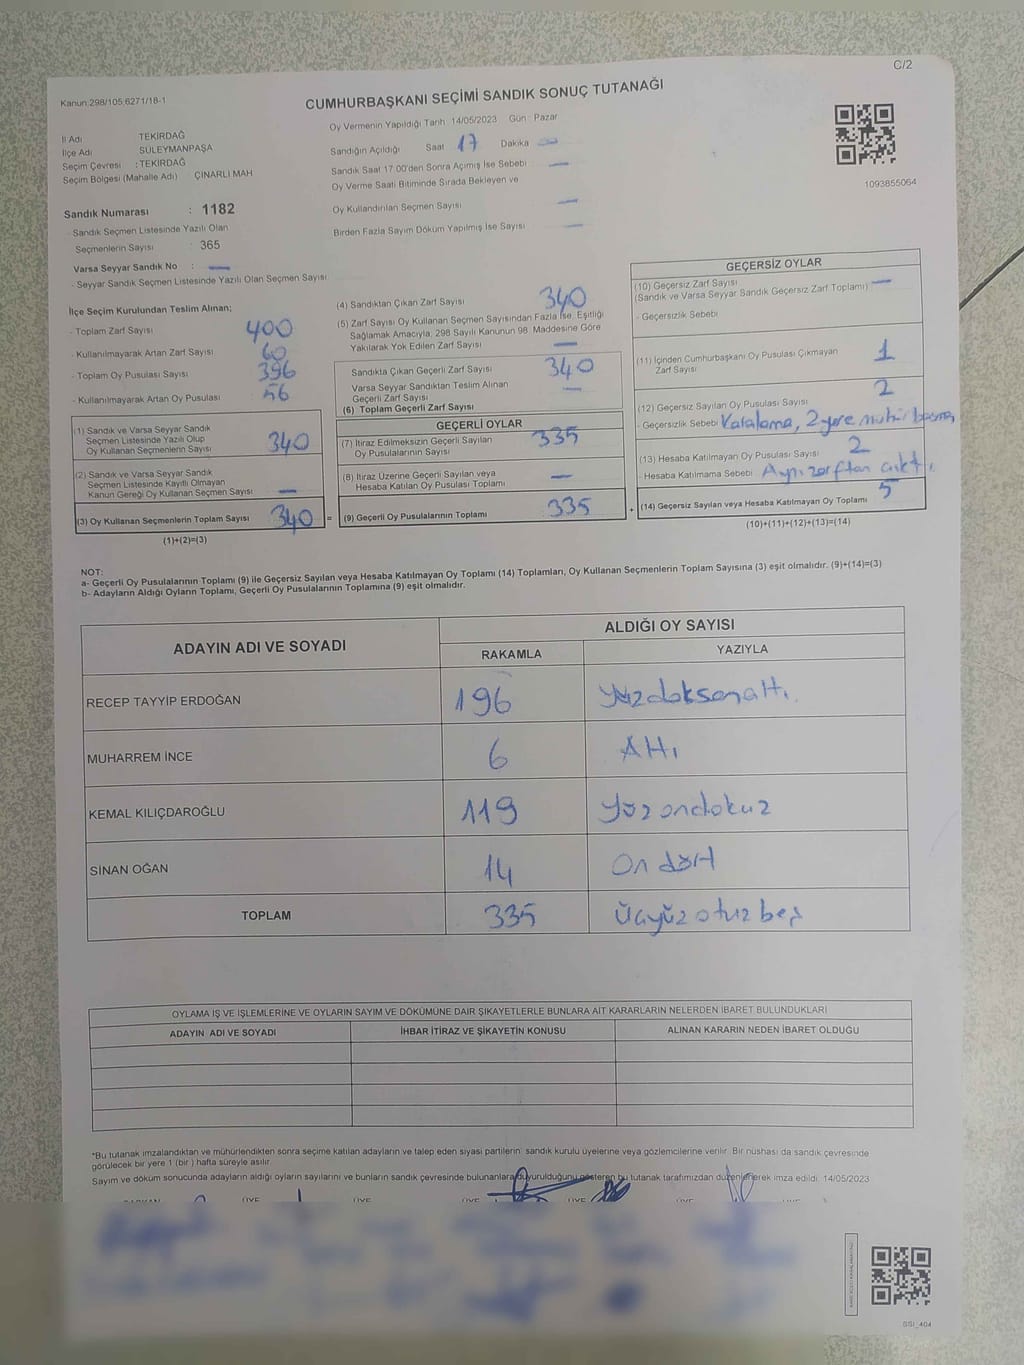 C/2
Kanun.298/105,6271/18-1
CUMHURBAŞKANI SEÇİMİ SANDIK SONUÇ TUTANAĞI
Oy Vermenin Yapıldığı Tarih: 14/05/2023 Gün : Pazar
İl Adı TEKİRDAĞ
İlçe Adı SÜLEYMANPAŞA
Seçim Çevresi : TEKİRDAĞ
Seçim Bölgesi (Mahalle Adı) ÇINARLI MAH
Sandığın Açıldığı Saat 17 Dakika —
Sandık Saat 17.00'den Sonra Açımış İse Sebebi —
Oy Verme Saati Bitiminde Sırada Bekleyen ve
Oy Kullandırılan Seçmen Sayısı —
Birden Fazla Sayım Döküm Yapılmış İse Sayısı —
1093855064
Sandık Numarası : 1182
- Sandık Seçmen Listesinde Yazılı Olan
Seçmenlerin Sayısı : 365
Varsa Seyyar Sandık No : —
- Seyyar Sandık Seçmen Listesinde Yazılı Olan Seçmen Sayısı
İlçe Seçim Kurulundan Teslim Alınan;
- Toplam Zarf Sayısı 400
- Kullanılmayarak Artan Zarf Sayısı 60
- Toplam Oy Pusulası Sayısı 396
- Kullanılmayarak Artan Oy Pusulası 56
(1) Sandık ve Varsa Seyyar Sandık
Seçmen Listesinde Yazılı Olup
Oy Kullanan Seçmenlerin Sayısı 340
(2) Sandık ve Varsa Seyyar Sandık
Seçmen Listesinde Kayıtlı Olmayan
Kanun Gereği Oy Kullanan Seçmen Sayısı —
(3) Oy Kullanan Seçmenlerin Toplam Sayısı 340 =
(1)+(2)=(3)
(4) Sandıktan Çıkan Zarf Sayısı 340
(5) Zarf Sayısı Oy Kullanan Seçmen Sayısından Fazla İse, Eşitliği
Sağlamak Amacıyla; 298 Sayılı Kanunun 98. Maddesine Göre
Yakılarak Yok Edilen Zarf Sayısı —
Sandıkta Çıkan Geçerli Zarf Sayısı 340
Varsa Seyyar Sandıktan Teslim Alınan
Geçerli Zarf Sayısı —
(6) Toplam Geçerli Zarf Sayısı
GEÇERLİ OYLAR
(7) İtiraz Edilmeksizin Geçerli Sayılan
Oy Pusulasının Sayısı 335
(8) İtiraz Üzerine Geçerli Sayılan veya
Hesaba Katılan Oy Pusulası Toplamı —
(9) Geçerli Oy Pusulalarının Toplamı 335 +
GEÇERSİZ OYLAR
(10) Geçersiz Zarf Sayısı
(Sandık ve Varsa Seyyar Sandık Geçersiz Zarf Toplamı) —
- Geçersizlik Sebebi
(11) İçinden Cumhurbaşkanı Oy Pusulası Çıkmayan
Zarf Sayısı 1
(12) Geçersiz Sayılan Oy Pusulası Sayısı 2
- Geçersizlik Sebebi Karalama, 2 yere mühür basma,
(13) Hesaba Katılmayan Oy Pusulası Sayısı 2
- Hesaba Katılmama Sebebi Aynı zarftan çıktı
(14) Geçersiz Sayılan veya Hesaba Katılmayan Oy Toplamı 5
(10)+(11)+(12)+(13)=(14)
NOT:
a- Geçerli Oy Pusulalarının Toplamı (9) ile Geçersiz Sayılan veya Hesaba Katılmayan Oy Toplamı (14) Toplamları, Oy Kullanan Seçmenlerin Toplam Sayısına (3) eşit olmalıdır. (9)+(14)=(3)
b- Adayların Aldığı Oyların Toplamı, Geçerli Oy Pusulalarının Toplamına (9) eşit olmalıdır.
ADAYIN ADI VE SOYADI ALDIĞI OY SAYISI
RAKAMLA YAZIYLA
RECEP TAYYİP ERDOĞAN 196 Yüzdoksanaltı.
MUHARREM İNCE 6 Altı
KEMAL KILIÇDAROĞLU 119 Yüzondokuz
SİNAN OĞAN 14 On dört
TOPLAM 335 Üçyüzotuzbeş
OYLAMA İŞ VE İŞLEMLERİNE VE OYLARIN SAYIM VE DÖKÜMÜNE DAİR ŞİKAYETLERLE BUNLARA AİT KARARLARIN NELERDEN İBARET BULUNDUKLARI
ADAYIN ADI VE SOYADI İHBAR İTİRAZ VE ŞİKAYETİN KONUSU ALINAN KARARIN NEDEN İBARET OLDUĞU
*Bu tutanak imzalandıktan ve mühürlendikten sonra seçime katılan adayların ve talep eden siyasi partilerin sandık kurulu üyelerine veya gözlemcilerine verilir. Bir nüshası da sandık çevresinde
görülecek bir yere 1 (bir) hafta süreyle asılır.
Sayım ve döküm sonucunda adayların aldığı oyların sayılarını ve bunların sandık çevresinde bulunanlara duyurulduğunu gösteren bu tutanak tarafımızdan düzenlenerek imza edildi. 14/05/2023
BAŞKAN ÜYE ÜYE ÜYE ÜYE ÜYE
SSI_404